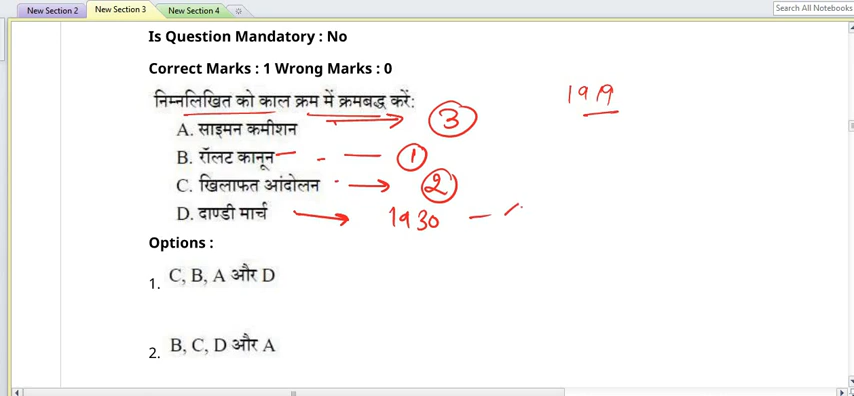 New Section 2 New Section 3 New Section 4 Search All Notebooks
Is Question Mandatory : No
Correct Marks : 1 Wrong Marks : 0
निम्नलिखित को काल क्रम में क्रमबद्ध करें: 1919
A. साइमन कमीशन 3
B. रॉलट कानून 1
C. खिलाफत आंदोलन 2
D. दाण्डी मार्च 1930
Options :
1. C, B, A और D
2. B, C, D और A